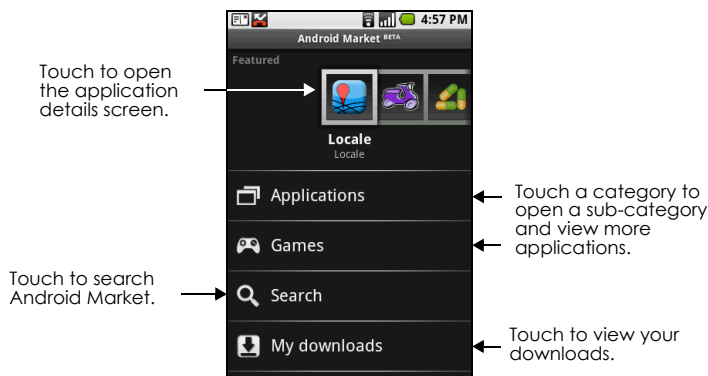 4:57 PM
Android Market BETA
Featured
Touch to open
the application
details screen.
Locale
Locale
Applications
Touch a category to
open a sub-category
and view more
applications.
Games
Touch to search
Android Market.
Search
My downloads
Touch to view your
downloads.